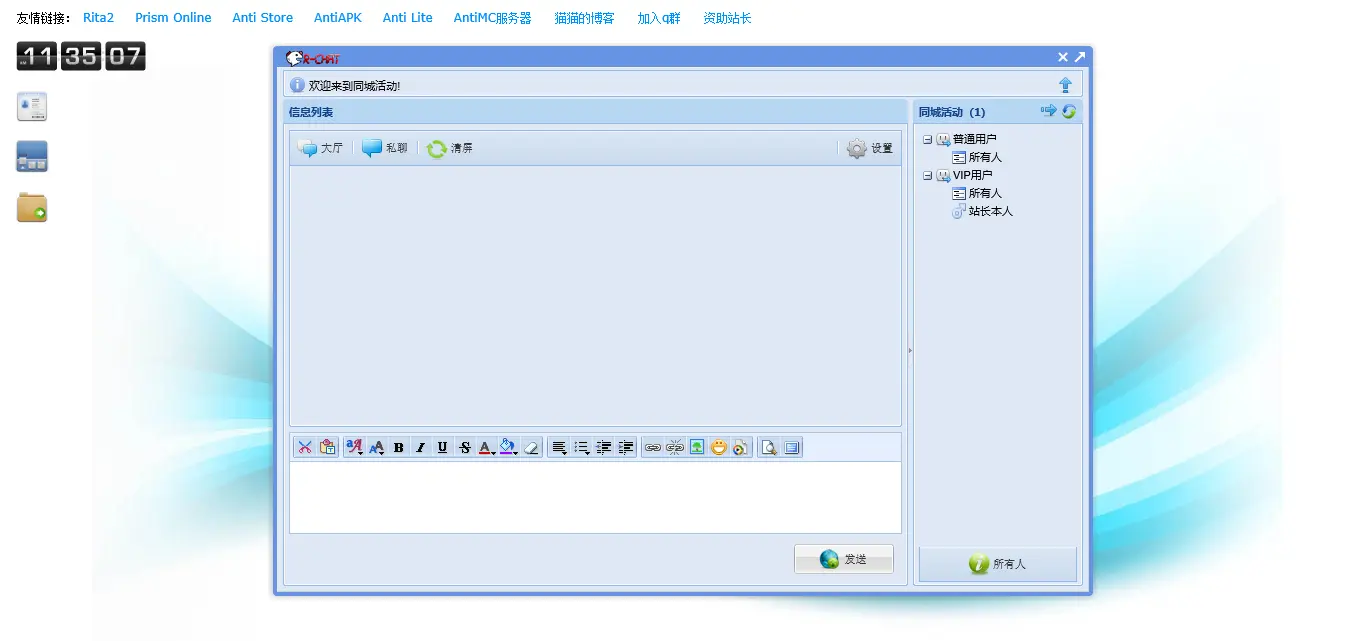 友情链接: Rita2 Prism Online Anti Store AntiAPK Anti Lite AntiMC服务器 猫猫的博客 加入q群 资助站长
AM 11 35 07
R-CHAT
欢迎来到同城活动!
信息列表
同城活动 (1)
大厅 私聊 清屏 设置
普通用户
所有人
VIP用户
所有人
站长本人
B I U S A
发送
所有人